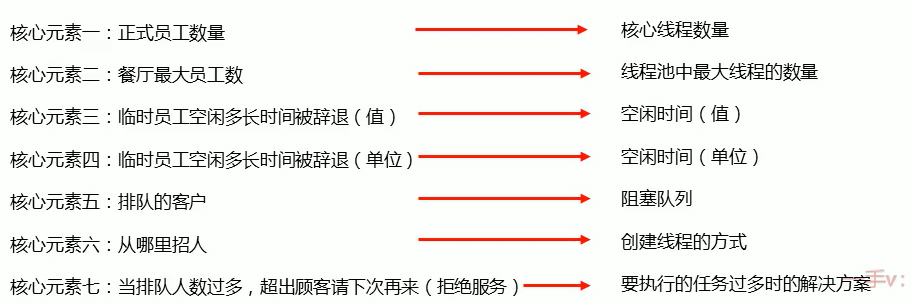 核心元素一：正式员工数量 核心线程数量
核心元素二：餐厅最大员工数 线程池中最大线程的数量
核心元素三：临时员工空闲多长时间被辞退（值） 空闲时间（值）
核心元素四：临时员工空闲多长时间被辞退（单位） 空闲时间（单位）
核心元素五：排队的客户 阻塞队列
核心元素六：从哪里招人 创建线程的方式
核心元素七：当排队人数过多，超出顾客请下次再来（拒绝服务） 要执行的任务过多时的解决方案
手v：